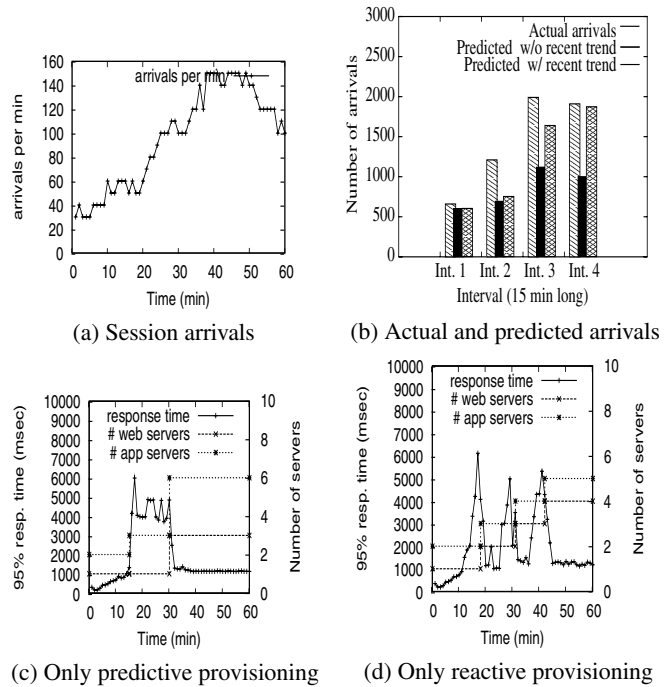 arrivals per min
160
140
120
100
80
60
40
20
0
0 10 20 30 40 50 60
arrivals per min
Time (min)
(a) Session arrivals
Actual arrivals
Predicted w/o recent trend
Predicted w/ recent trend
3000
2500
2000
1500
1000
500
0
Int. 1 Int. 2 Int. 3 Int. 4
Number of arrivals
Interval (15 min long)
(b) Actual and predicted arrivals
response time
# web servers
# app servers
10000
9000
8000
7000
6000
5000
4000
3000
2000
1000
0
0 10 20 30 40 50 60
10
8
6
4
2
0
95% resp. time (msec)
Number of servers
Time (min)
(c) Only predictive provisioning
response time
# web servers
# app servers
10000
9000
8000
7000
6000
5000
4000
3000
2000
1000
0
0 10 20 30 40 50 60
10
8
6
4
2
0
95% resp. time (msec)
Number of servers
Time (min)
(d) Only reactive provisioning